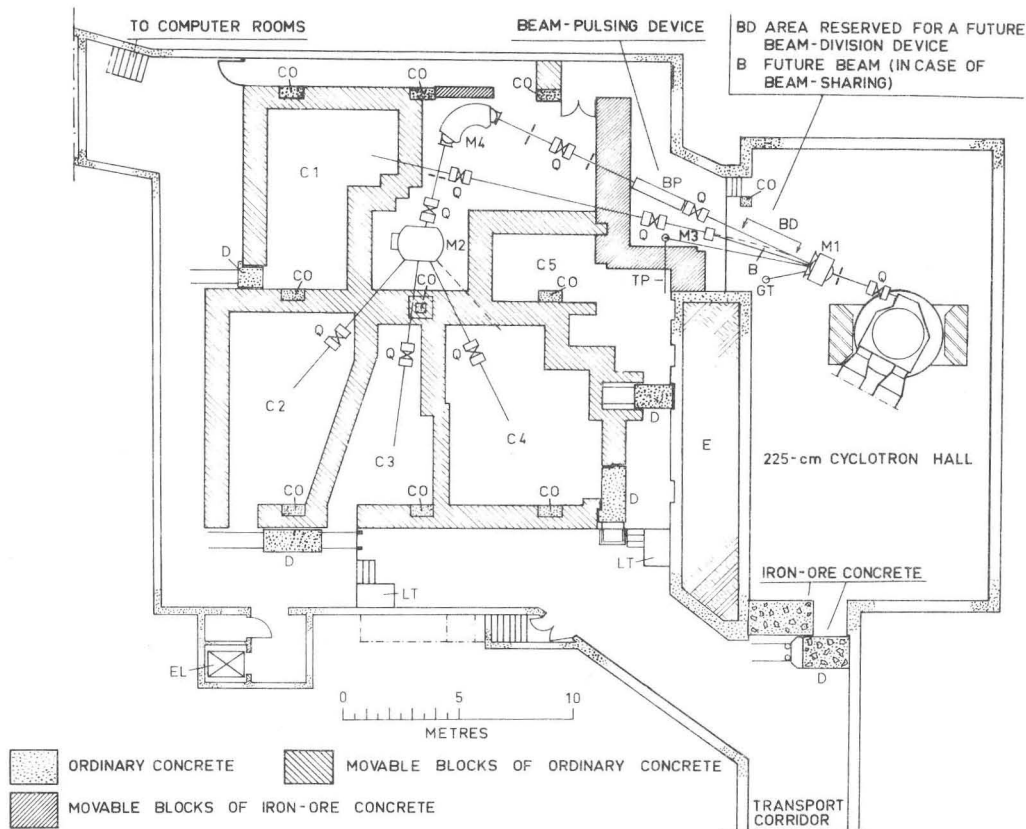 TO COMPUTER ROOMS
BEAM-PULSING DEVICE
BD AREA RESERVED FOR A FUTURE
BEAM-DIVISION DEVICE
B FUTURE BEAM (IN CASE OF
BEAM-SHARING)
CO
CO
CO
M4
C1
Q
Q
BP
Q
CO
Q
Q
BD
M3
M1
M2
D
CO
CO
C5
CO
TP
B
GT
Q
Q
Q
Q
C2
C3
C4
D
E
225-cm CYCLOTRON HALL
CO
CO
CO
D
D
LT
LT
IRON-ORE CONCRETE
EL
D
0 5 10
METRES
ORDINARY CONCRETE
MOVABLE BLOCKS OF ORDINARY CONCRETE
MOVABLE BLOCKS OF IRON-ORE CONCRETE
TRANSPORT
CORRIDOR